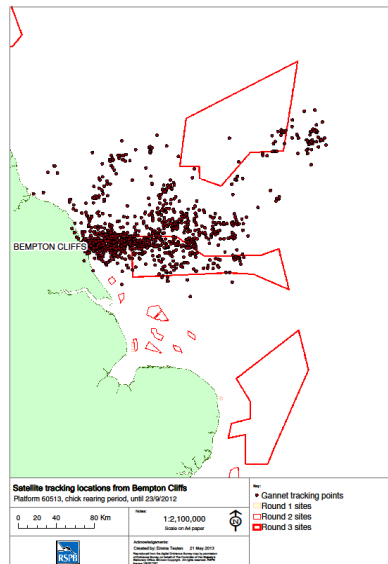 BEMPTON CLIFFS
Satellite tracking locations from Bempton Cliffs
Platform 60513, chick rearing period, until 23/9/2012
0 20 40 80 Km
Notes:
1:2,100,000
Scale on A4 paper
N
Key:
Gannet tracking points
Round 1 sites
Round 2 sites
Round 3 sites
RSPB
Acknowledgements:
Created by: Emma Teuten 21 May 2013